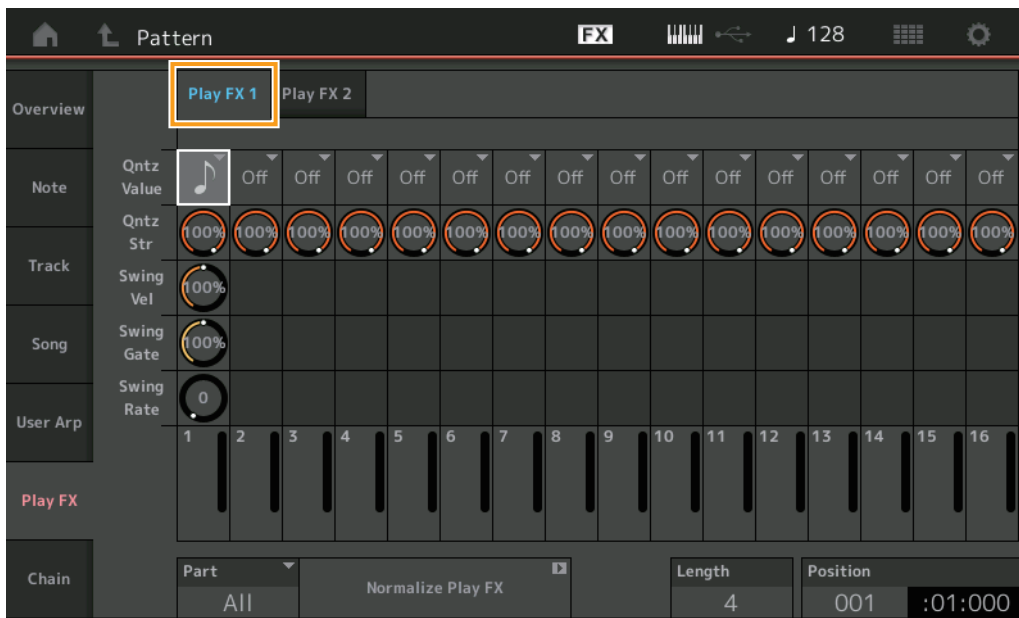 Pattern FX ♩ 128
Play FX 1 Play FX 2
Overview
Note
Track
Song
User Arp
Play FX
Chain
Qntz
Value
♪ Off Off Off Off Off Off Off Off Off Off Off Off Off Off Off
Qntz
Str
100% 100% 100% 100% 100% 100% 100% 100% 100% 100% 100% 100% 100% 100% 100% 100%
Swing
Vel
100%
Swing
Gate
100%
Swing
Rate
0
1 2 3 4 5 6 7 8 9 10 11 12 13 14 15 16
Part
All
Normalize Play FX
Length
4
Position
001 :01:000